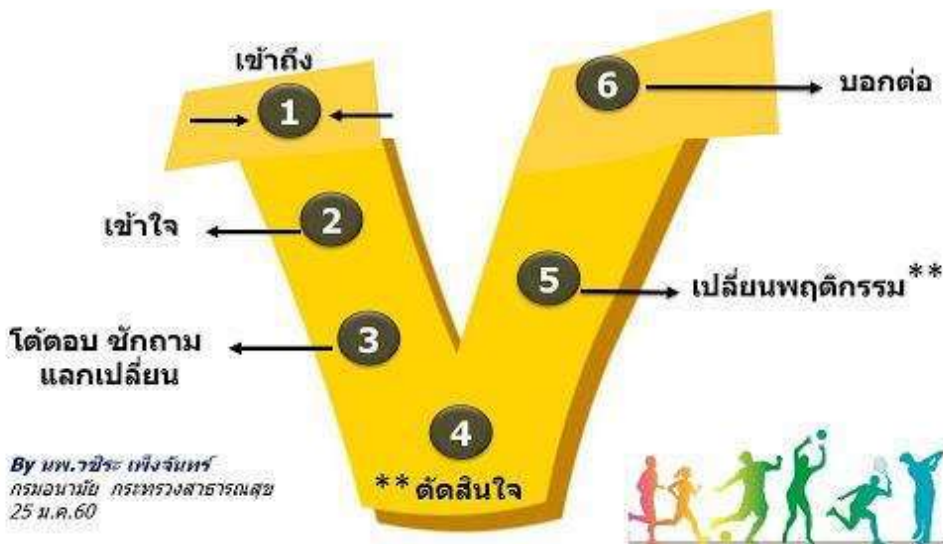 เข้าถึง
1
2
เข้าใจ
3
โต้ตอบ ซักถาม
แลกเปลี่ยน
4
**ตัดสินใจ
5
เปลี่ยนพฤติกรรม**
6
บอกต่อ
By นพ.วชิระ เพ็งจันทร์
กรมอนามัย กระทรวงสาธารณสุข
25 ม.ค.60